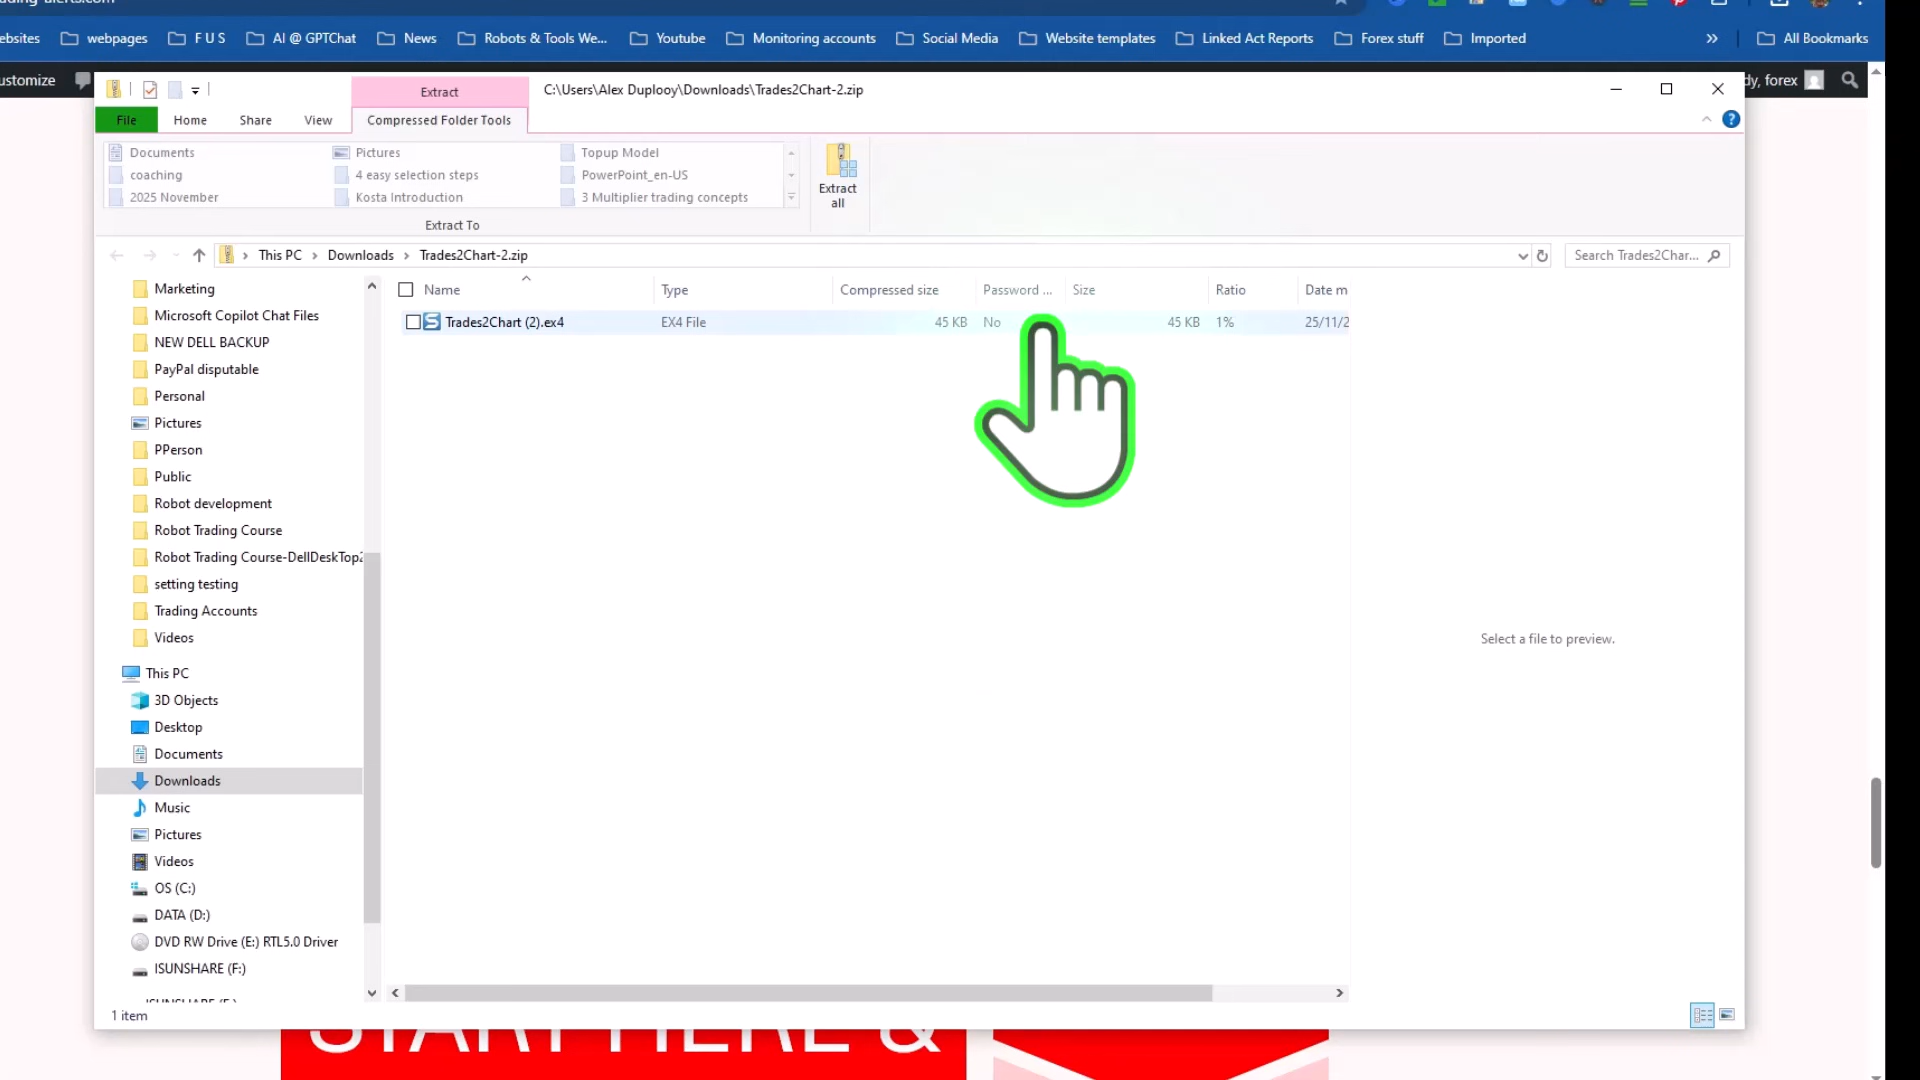 ebsites
webpages
F U S
AI @ GPTChat
News
Robots & Tools We...
Youtube
Monitoring accounts
Social Media
Website templates
Linked Act Reports
Forex stuff
Imported
»
All Bookmarks
ustomize
dy, forex
Extract
C:\Users\Alex Duplooy\Downloads\Trades2Chart-2.zip
File
Home
Share
View
Compressed Folder Tools
Documents
Pictures
Topup Model
coaching
4 easy selection steps
PowerPoint_en-US
2025 November
Kosta Introduction
3 Multiplier trading concepts
Extract all
Extract To
This PC > Downloads > Trades2Chart-2.zip
Search Trades2Char...
Name
Type
Compressed size
Password ...
Size
Ratio
Date m
Trades2Chart (2).ex4
EX4 File
45 KB
No
45 KB
1%
25/11/2
Marketing
Microsoft Copilot Chat Files
NEW DELL BACKUP
PayPal disputable
Personal
Pictures
PPerson
Public
Robot development
Robot Trading Course
Robot Trading Course-DellDeskTop2
setting testing
Trading Accounts
Videos
This PC
3D Objects
Desktop
Documents
Downloads
Music
Pictures
Videos
OS (C:)
DATA (D:)
DVD RW Drive (E:) RTL5.0 Driver
ISUNSHARE (F:)
Select a file to preview.
1 item
START HERE &